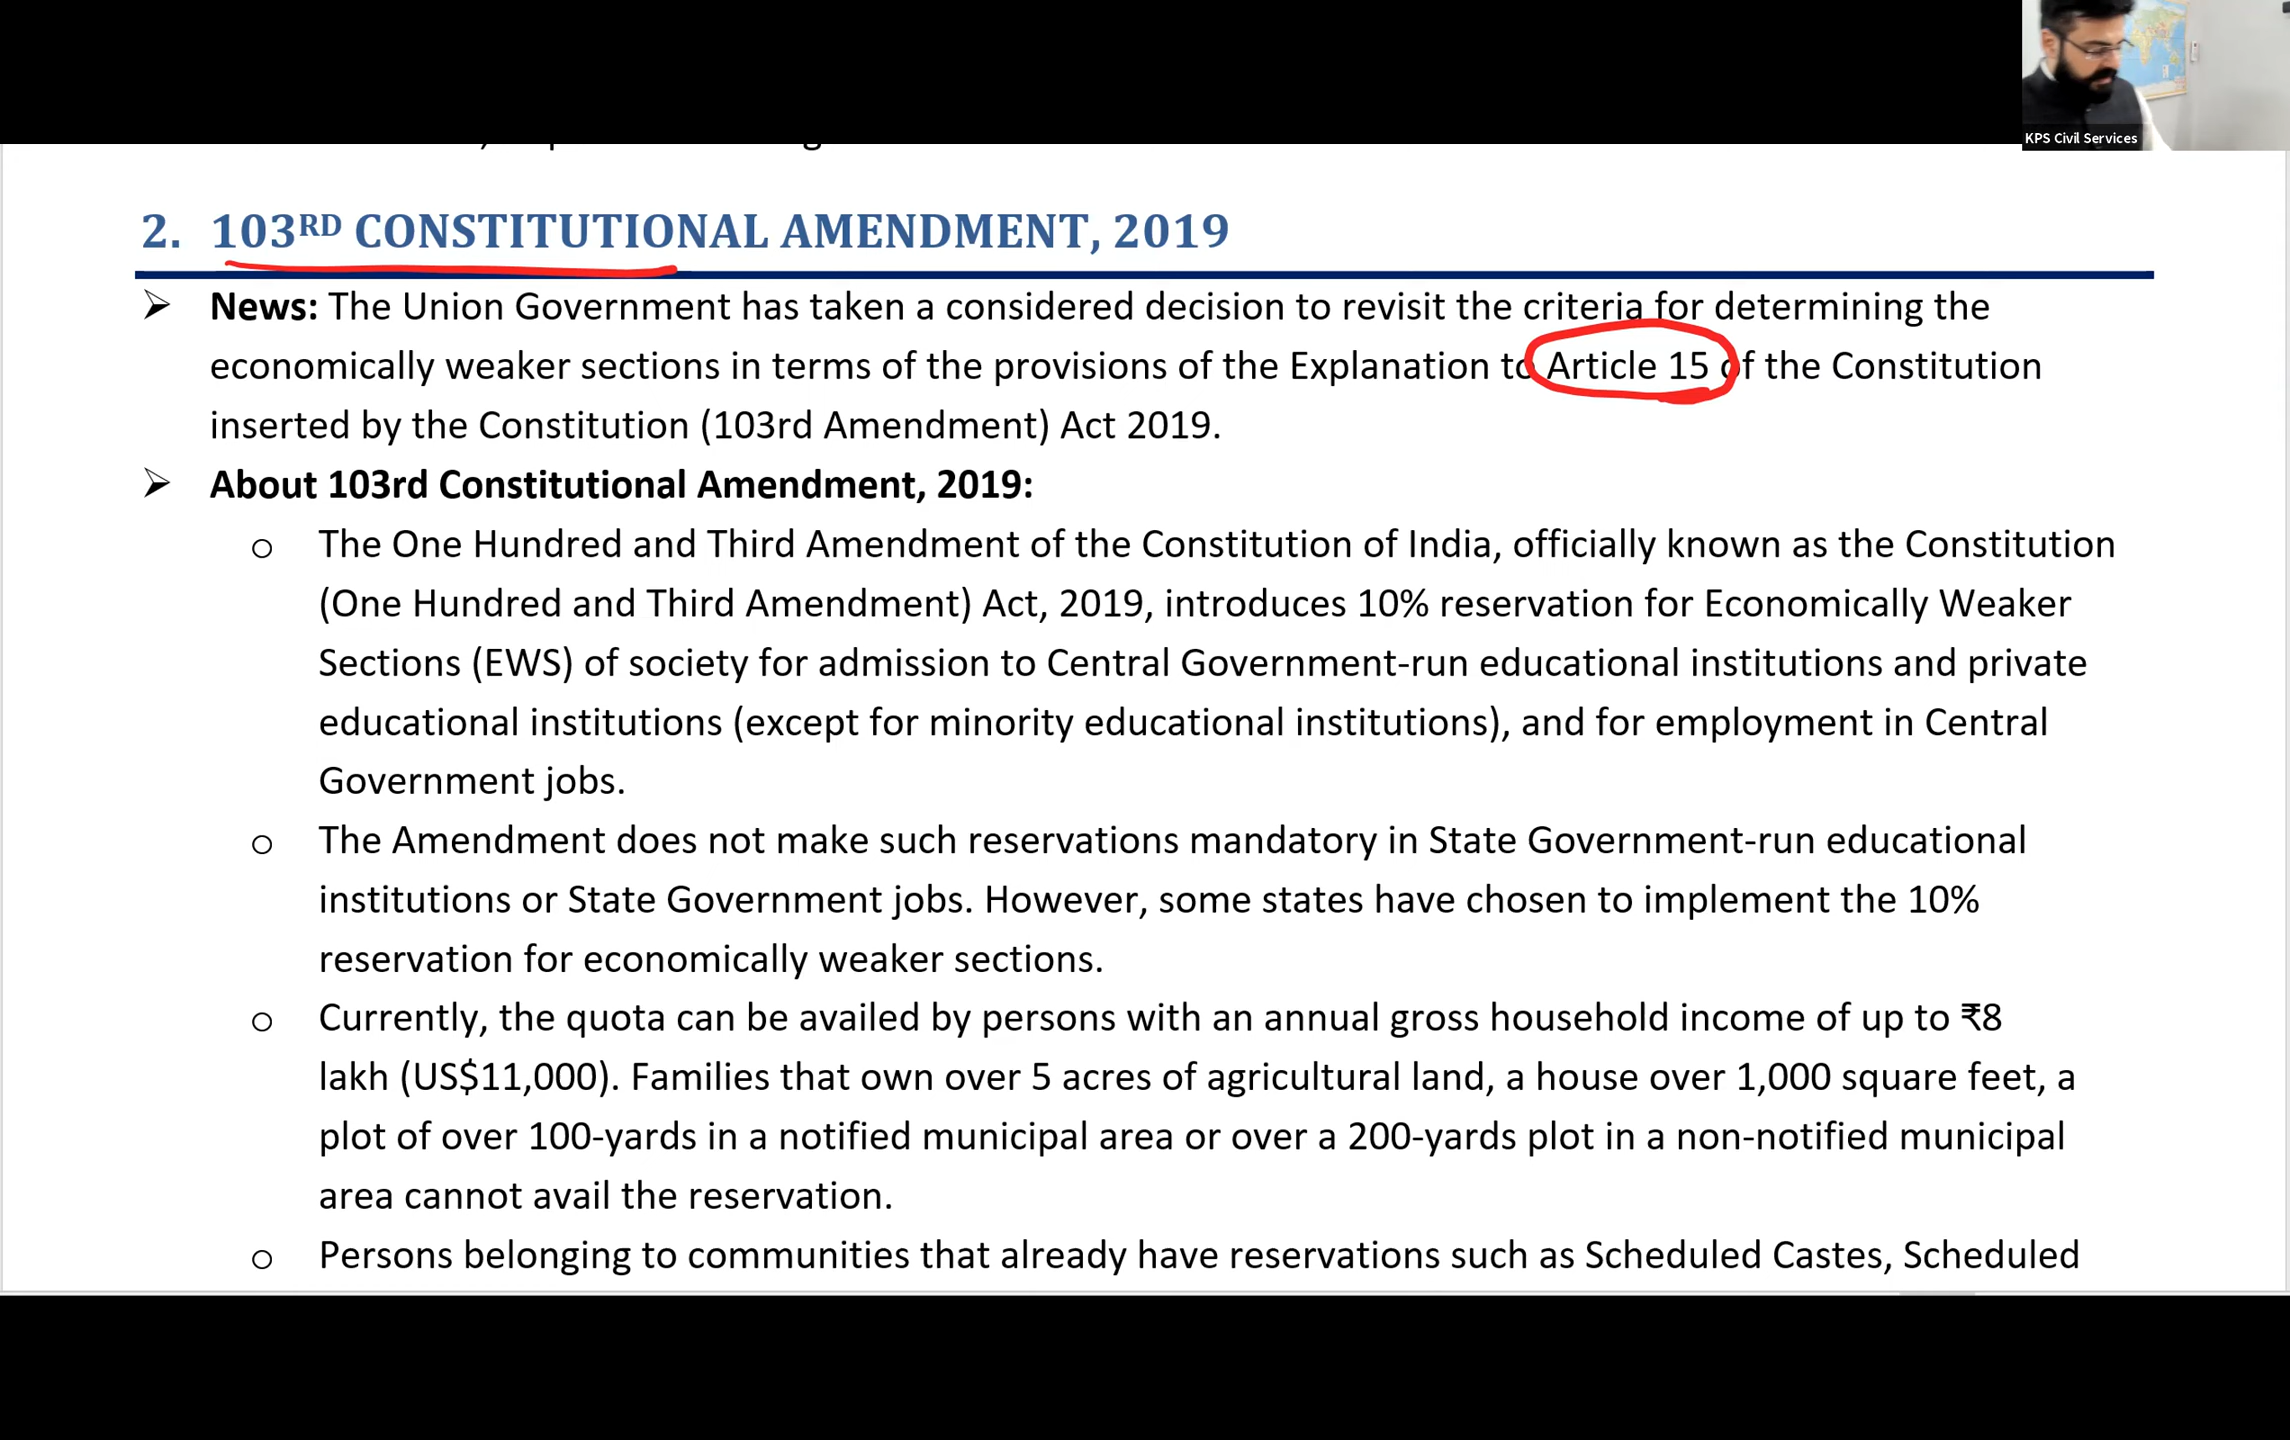 KPS Civil Services
2. 103RD CONSTITUTIONAL AMENDMENT, 2019
➢ News: The Union Government has taken a considered decision to revisit the criteria for determining the
economically weaker sections in terms of the provisions of the Explanation to Article 15 of the Constitution
inserted by the Constitution (103rd Amendment) Act 2019.
➢ About 103rd Constitutional Amendment, 2019:
o The One Hundred and Third Amendment of the Constitution of India, officially known as the Constitution
(One Hundred and Third Amendment) Act, 2019, introduces 10% reservation for Economically Weaker
Sections (EWS) of society for admission to Central Government-run educational institutions and private
educational institutions (except for minority educational institutions), and for employment in Central
Government jobs.
o The Amendment does not make such reservations mandatory in State Government-run educational
institutions or State Government jobs. However, some states have chosen to implement the 10%
reservation for economically weaker sections.
o Currently, the quota can be availed by persons with an annual gross household income of up to ₹8
lakh (US$11,000). Families that own over 5 acres of agricultural land, a house over 1,000 square feet, a
plot of over 100-yards in a notified municipal area or over a 200-yards plot in a non-notified municipal
area cannot avail the reservation.
o Persons belonging to communities that already have reservations such as Scheduled Castes, Scheduled